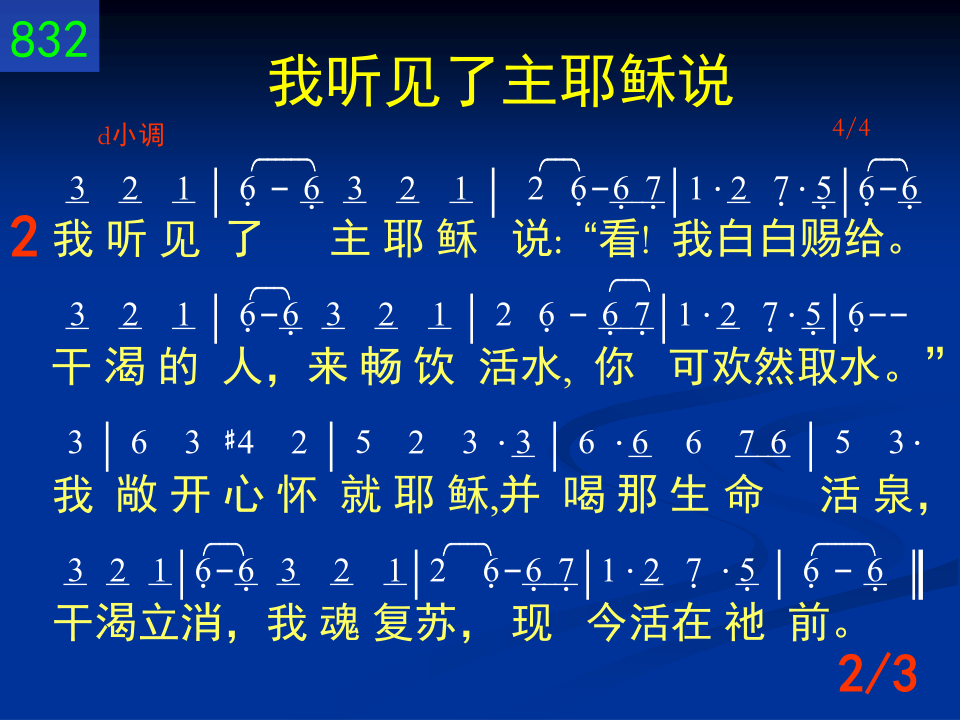 832
我听见了主耶稣说
d小调 4/4
3 2 1 | 6̣ - 6̣ 3 2 1 | 2 6̣ - 6̣ 7̣ | 1 · 2 7̣ · 5̣ | 6̣ - 6̣
2 我 听 见 了 主 耶 稣 说: “看! 我白白赐给。
3 2 1 | 6̣ - 6̣ 3 2 1 | 2 6̣ - 6̣ 7̣ | 1 · 2 7̣ · 5̣ | 6̣ - -
干 渴 的 人，来 畅 饮 活水, 你 可欢然取水。”
3 | 6 3 #4 2 | 5 2 3 · 3 | 6 · 6 6 7 6 | 5 3 ·
我 敞 开 心 怀 就 耶 稣,并 喝 那 生 命 活 泉，
3 2 1 | 6̣ - 6̣ 3 2 1 | 2 6̣ - 6̣ 7̣ | 1 · 2 7̣ · 5̣ | 6̣ - 6̣ ‖
干渴立消，我 魂 复苏， 现 今活在 祂 前。
2/3